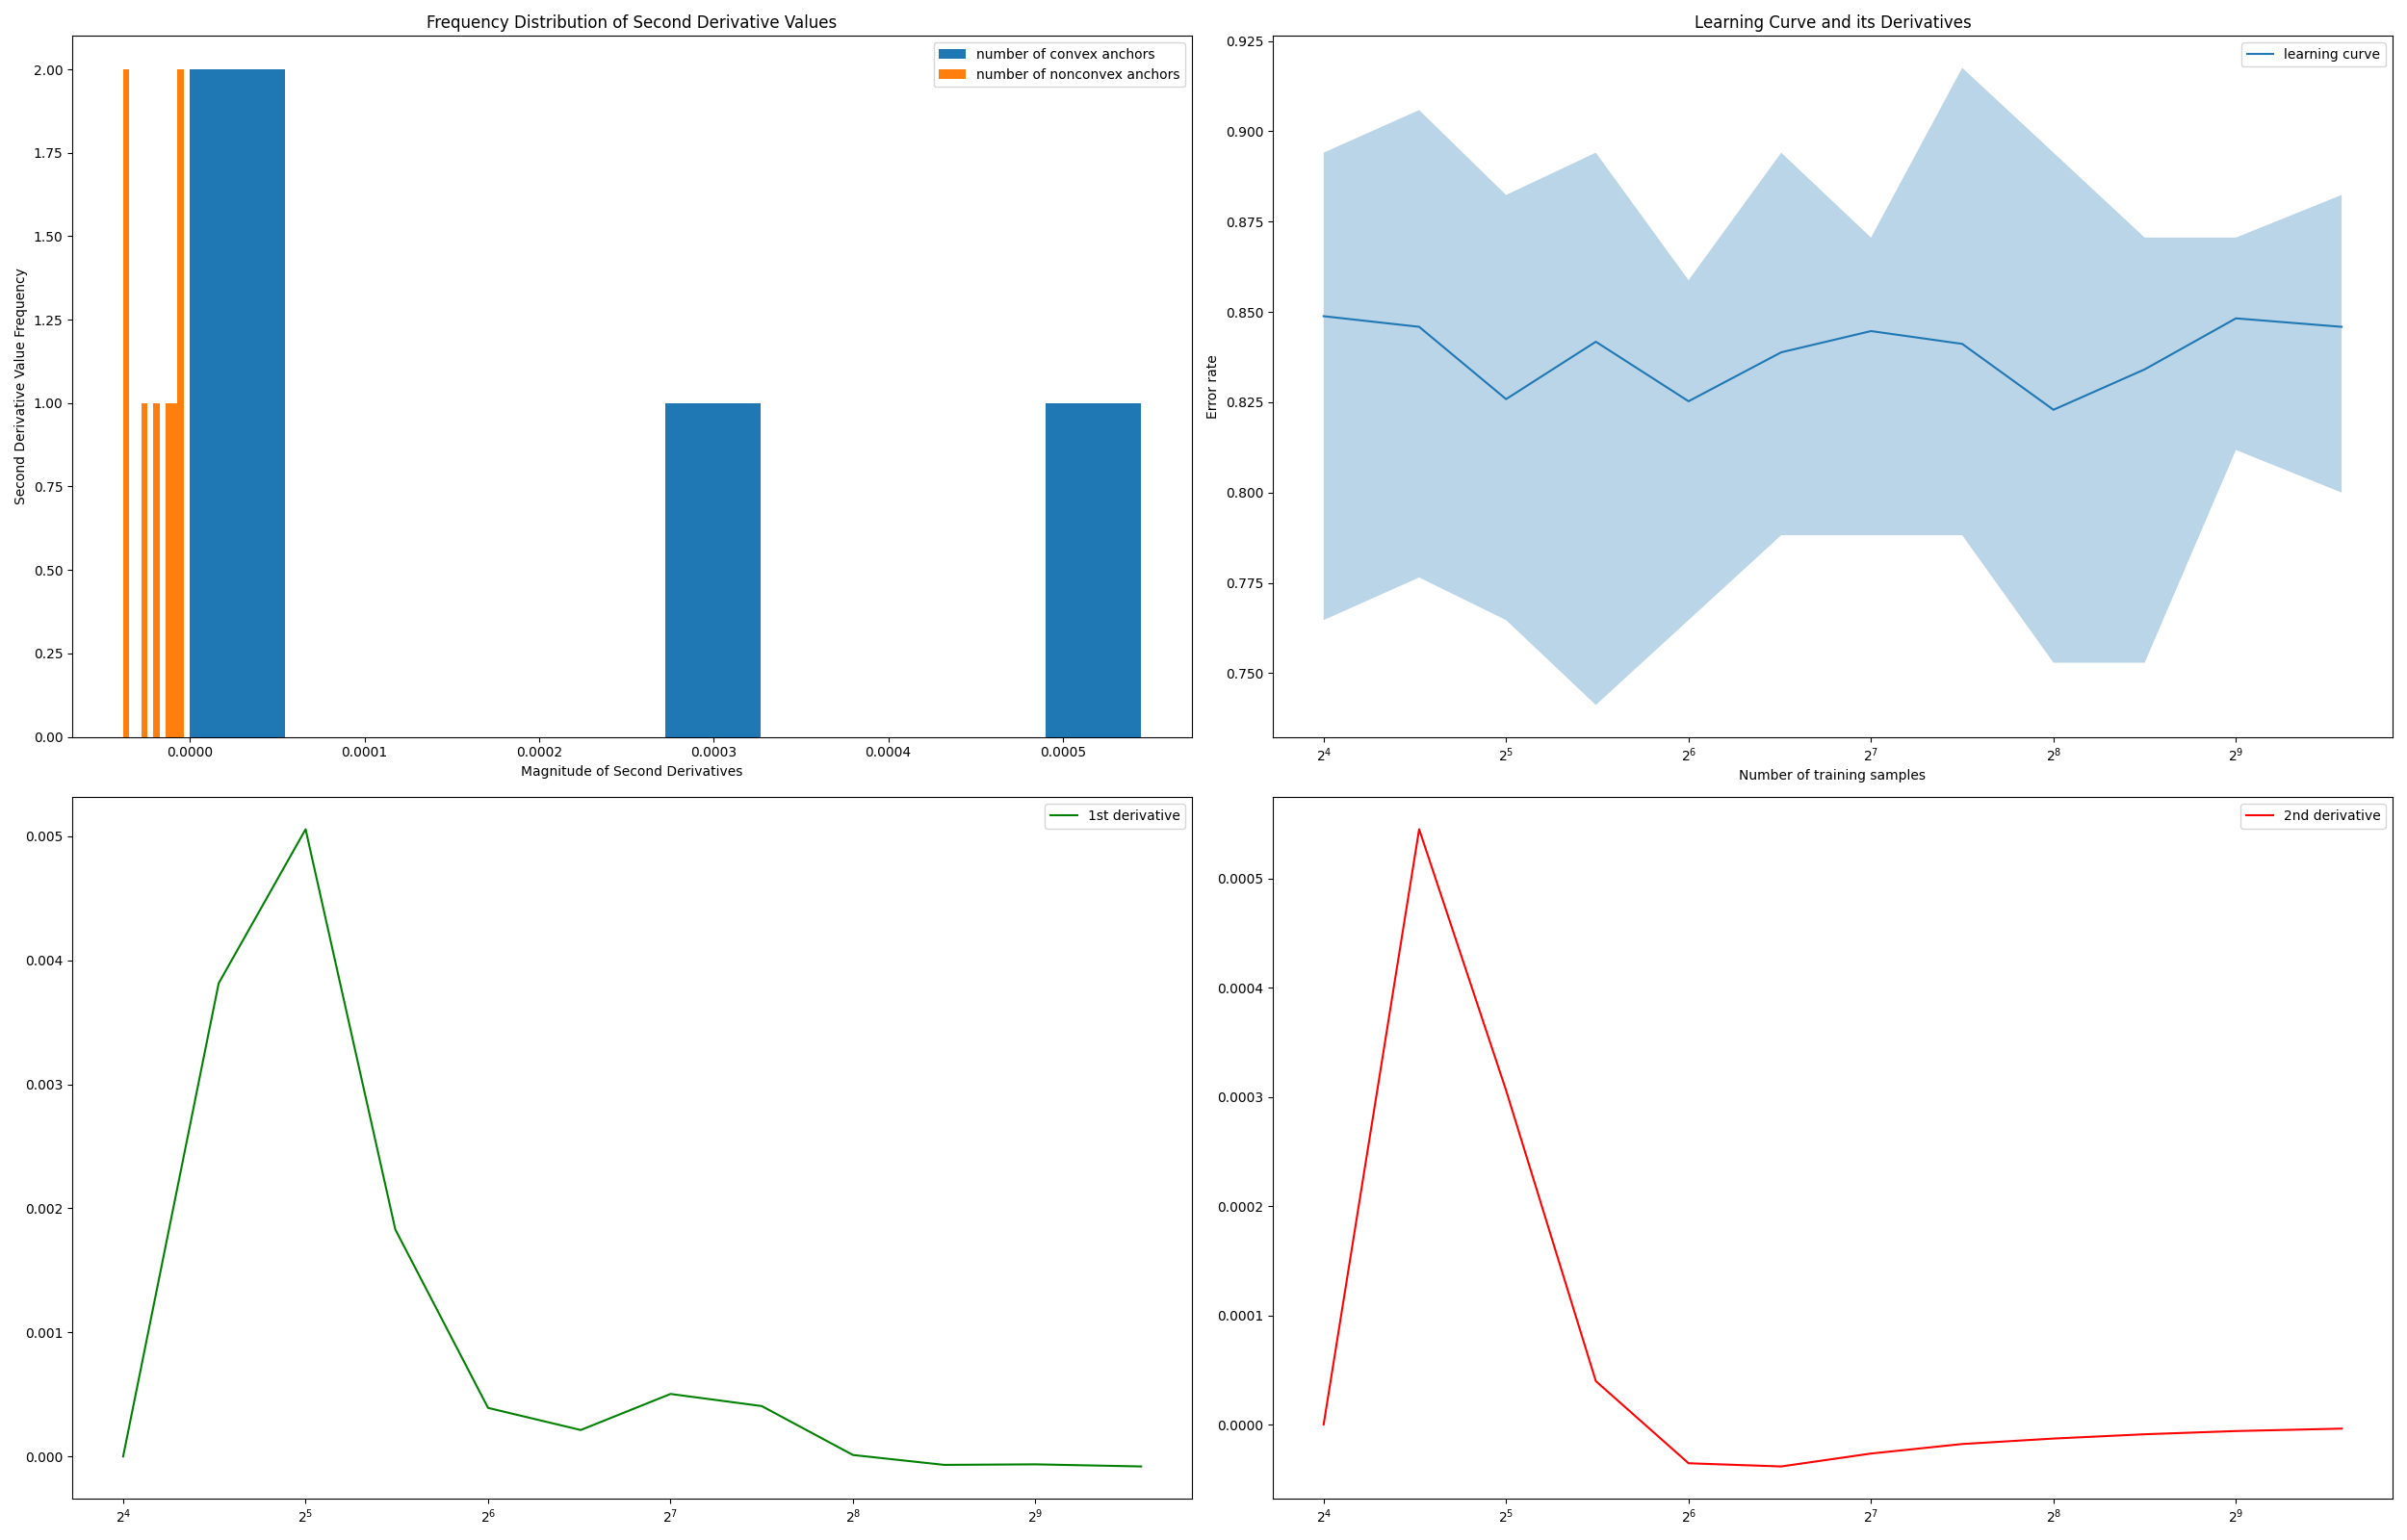 Frequency Distribution of Second Derivative Values
number of convex anchors
number of nonconvex anchors
2.00
1.75
1.50
1.25
1.00
0.75
0.50
0.25
0.00
Second Derivative Value Frequency
0.0000 0.0001 0.0002 0.0003 0.0004 0.0005
Magnitude of Second Derivatives
Learning Curve and its Derivatives
learning curve
0.925
0.900
0.875
0.850
0.825
0.800
0.775
0.750
Error rate
2⁴ 2⁵ 2⁶ 2⁷ 2⁸ 2⁹
Number of training samples
1st derivative
0.005
0.004
0.003
0.002
0.001
0.000
2⁴ 2⁵ 2⁶ 2⁷ 2⁸ 2⁹
2nd derivative
0.0005
0.0004
0.0003
0.0002
0.0001
0.0000
2⁴ 2⁵ 2⁶ 2⁷ 2⁸ 2⁹